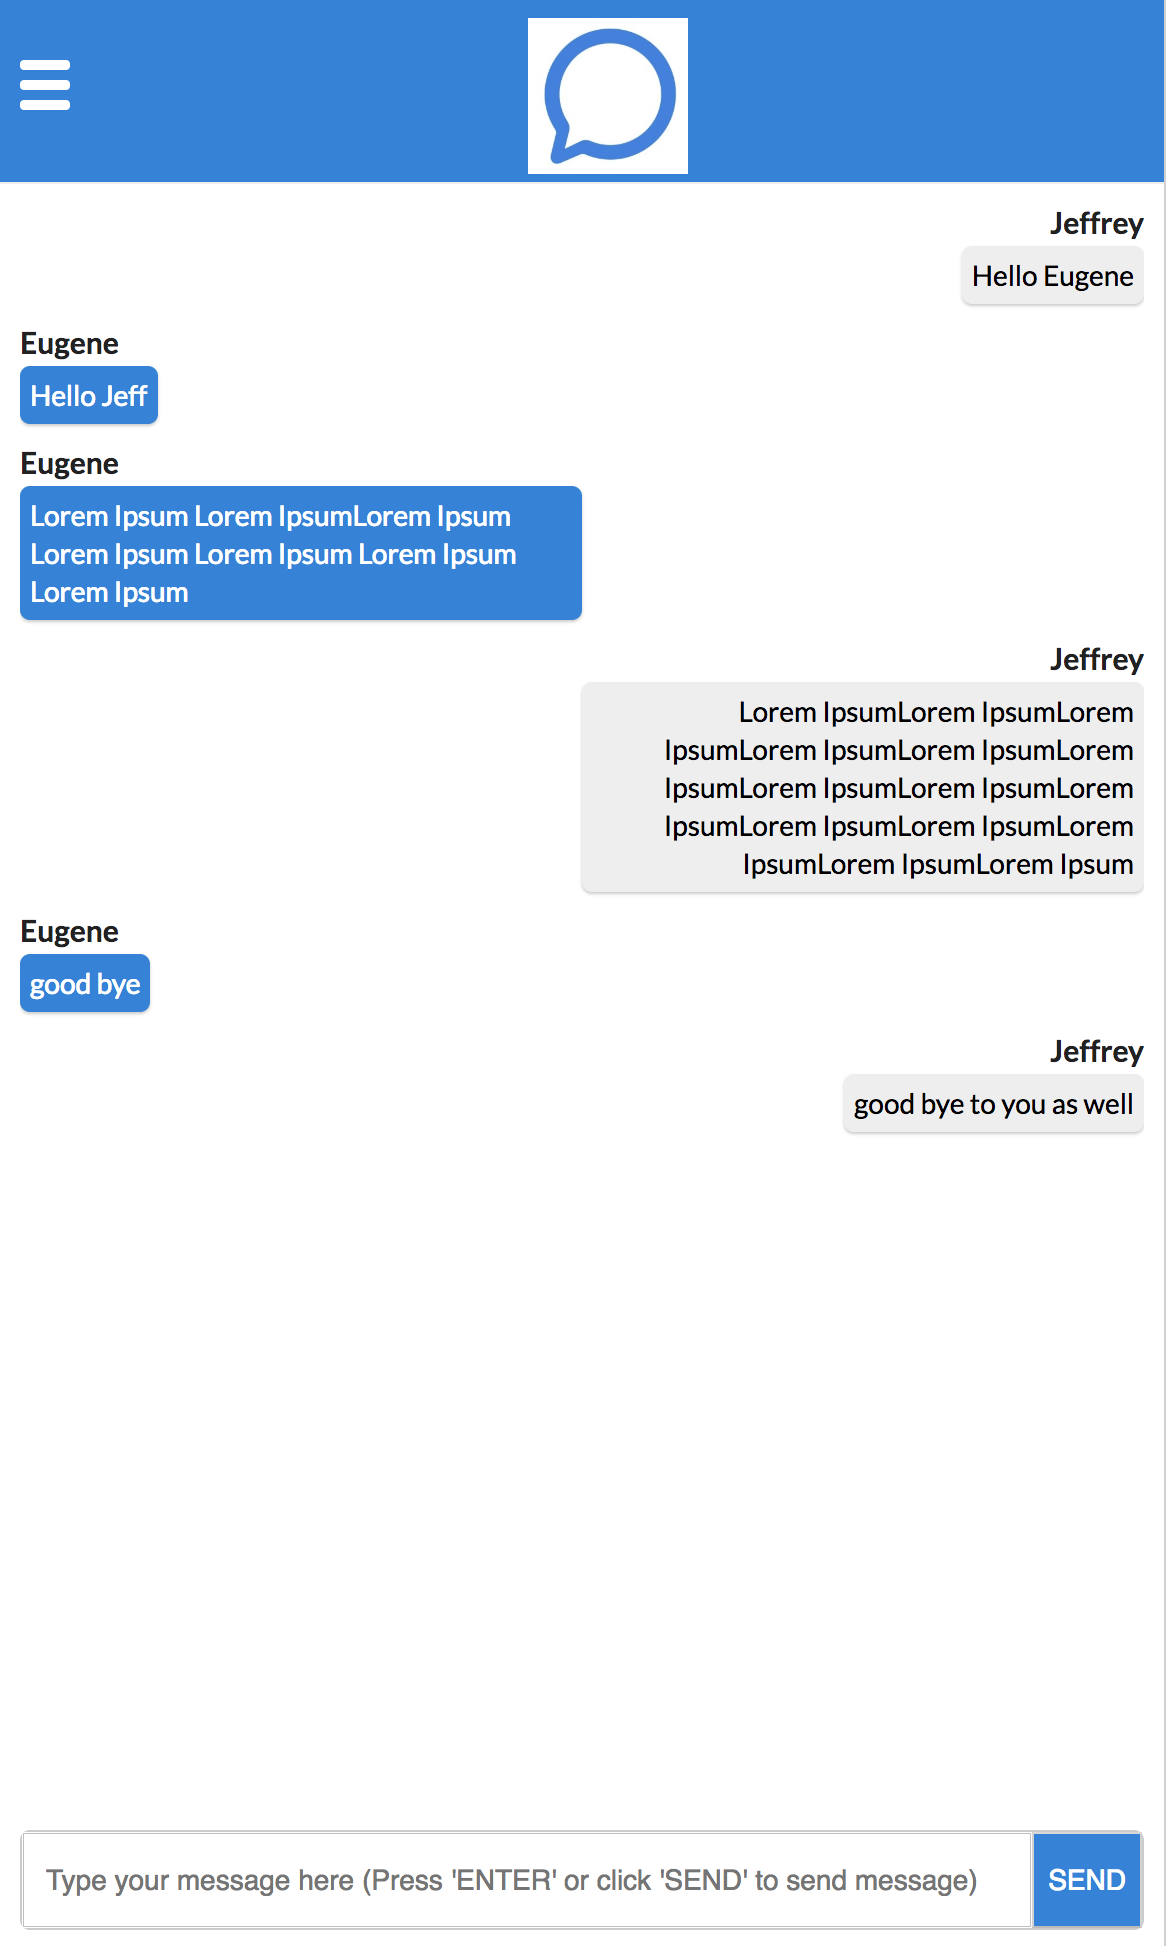 Jeffrey
Hello Eugene
Eugene
Hello Jeff
Eugene
Lorem Ipsum Lorem IpsumLorem Ipsum
Lorem Ipsum Lorem Ipsum Lorem Ipsum
Lorem Ipsum
Jeffrey
Lorem IpsumLorem IpsumLorem
IpsumLorem IpsumLorem IpsumLorem
IpsumLorem IpsumLorem IpsumLorem
IpsumLorem IpsumLorem IpsumLorem
IpsumLorem IpsumLorem Ipsum
Eugene
good bye
Jeffrey
good bye to you as well
Type your message here (Press 'ENTER' or click 'SEND' to send message)
SEND